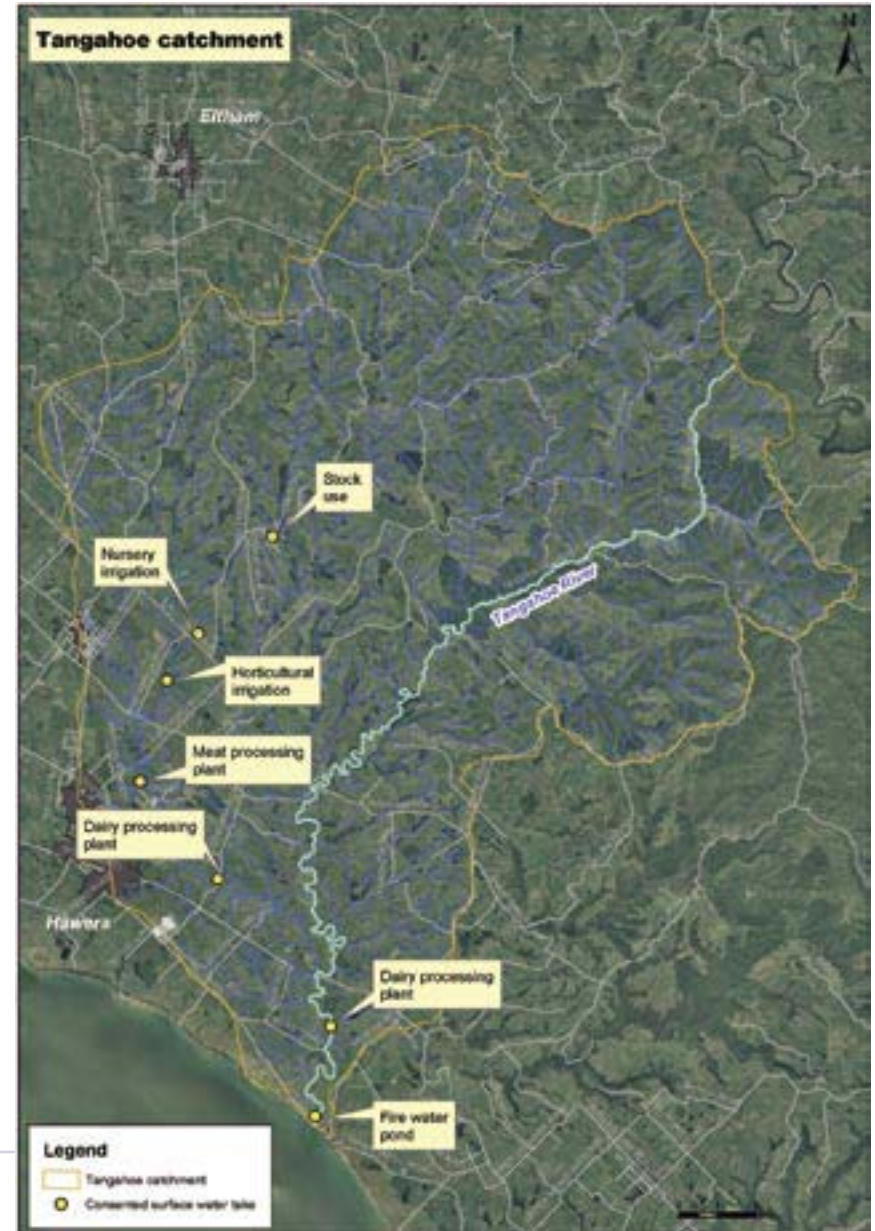 Tangahoe catchment
N
Eltham
Stock
use
Nursery
irrigation
Tangahoe River
Horticultural
irrigation
Meat processing
plant
Dairy processing
plant
Hawera
Dairy processing
plant
Fire water
pond
Legend
Tangahoe catchment
Consented surface water take